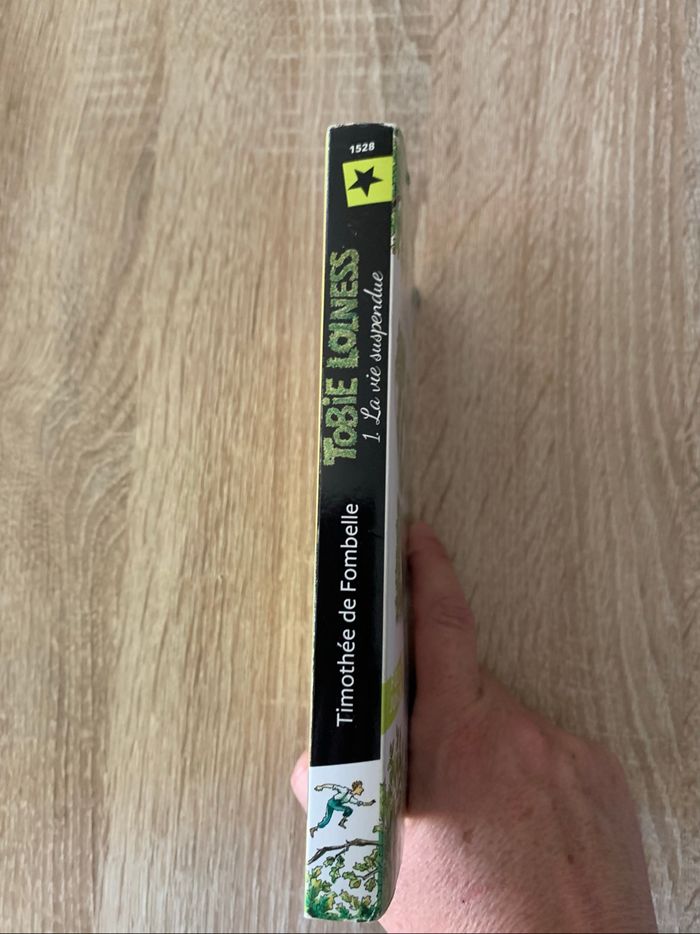 1528
TOBIE LOLNESS
1. La vie suspendue
Timothée de Fombelle